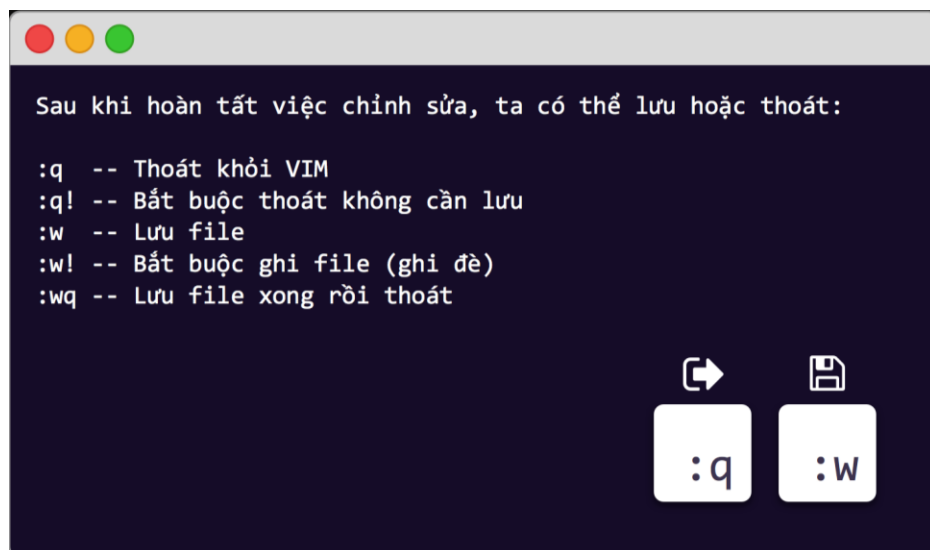 Sau khi hoàn tất việc chỉnh sửa, ta có thể lưu hoặc thoát:
:q  -- Thoát khỏi VIM
:q! -- Bắt buộc thoát không cần lưu
:w  -- Lưu file
:w! -- Bắt buộc ghi file (ghi đè)
:wq -- Lưu file xong rồi thoát
:q :w